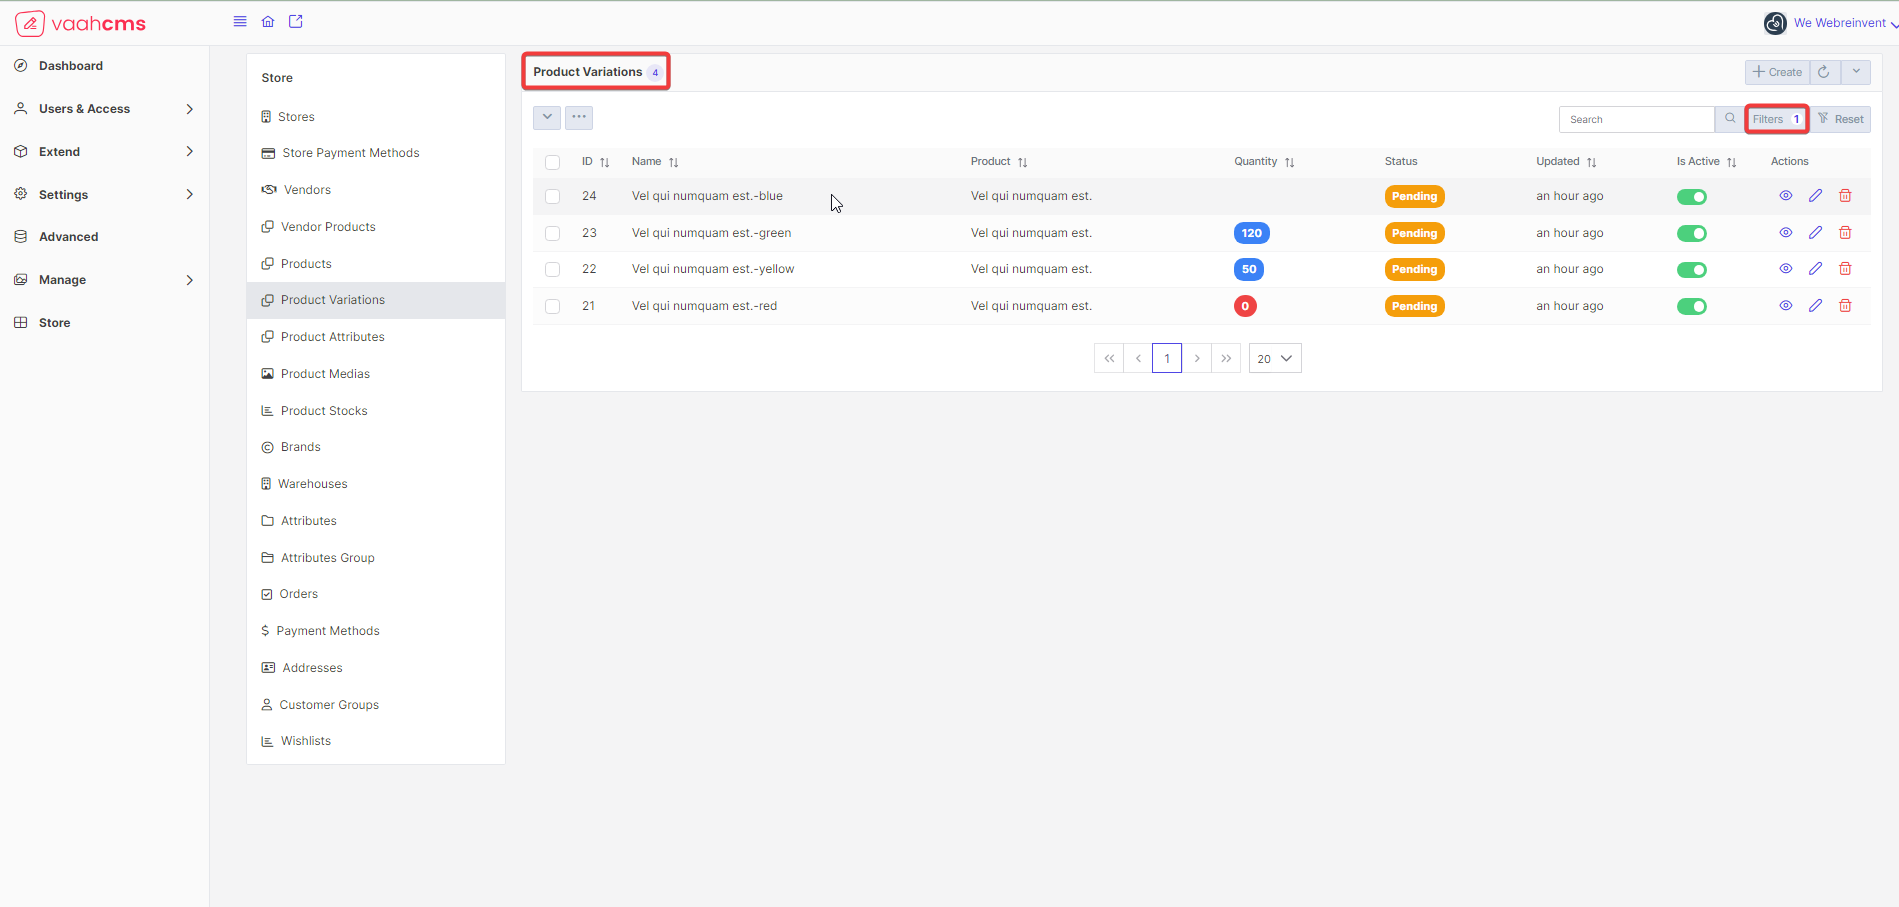 vaahcms
We Webreinvent
Dashboard
Users & Access
Extend
Settings
Advanced
Manage
Store
Store
Stores
Store Payment Methods
Vendors
Vendor Products
Products
Product Variations
Product Attributes
Product Medias
Product Stocks
Brands
Warehouses
Attributes
Attributes Group
Orders
Payment Methods
Addresses
Customer Groups
Wishlists
Product Variations 4
Create
Search Filters 1 Reset
ID Name Product Quantity Status Updated Is Active Actions
24 Vel qui numquam est.-blue Vel qui numquam est. Pending an hour ago
23 Vel qui numquam est.-green Vel qui numquam est. 120 Pending an hour ago
22 Vel qui numquam est.-yellow Vel qui numquam est. 50 Pending an hour ago
21 Vel qui numquam est.-red Vel qui numquam est. 0 Pending an hour ago
1 20